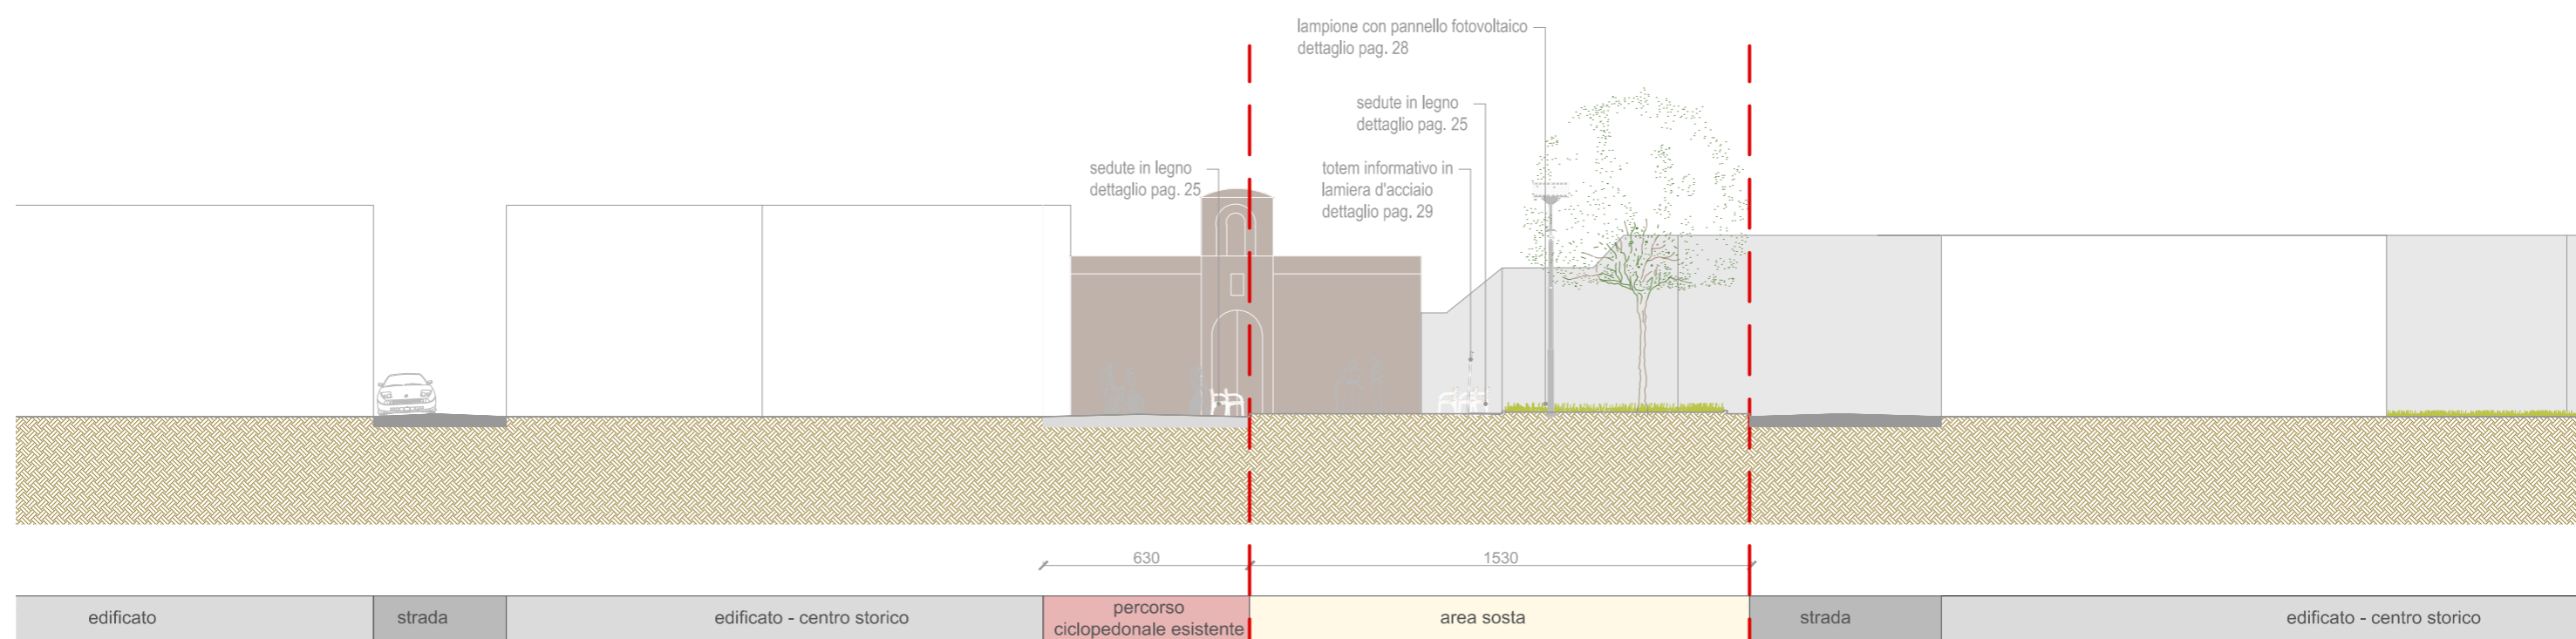 lampione con pannello fotovoltaico
dettaglio pag. 28
sedute in legno
dettaglio pag. 25
sedute in legno
dettaglio pag. 25
totem informativo in
lamiera d'acciaio
dettaglio pag. 29
630
1530
edificato
strada
edificato - centro storico
percorso
ciclopedonale esistente
area sosta
strada
edificato - centro storico